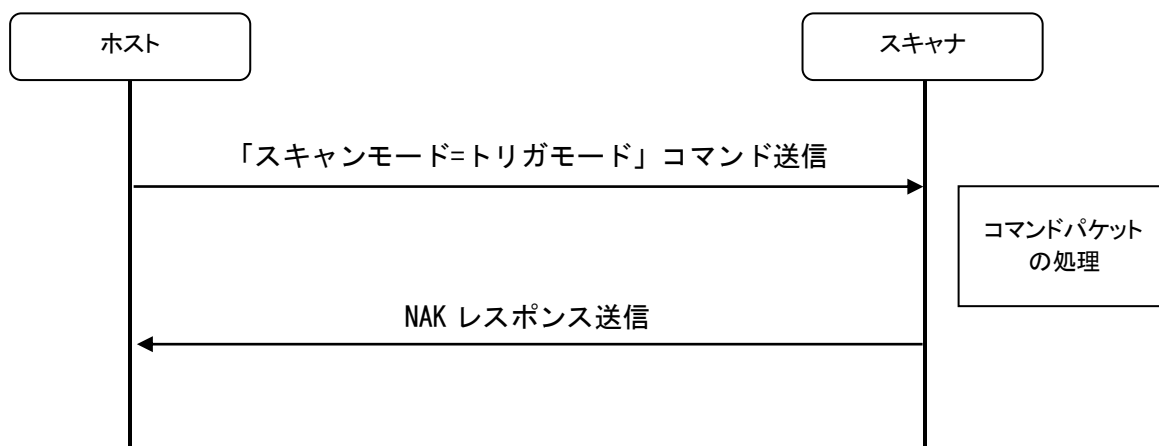 ホスト
スキャナ
「スキャンモード=トリガモード」コマンド送信
コマンドパケット
の処理
NAK レスポンス送信